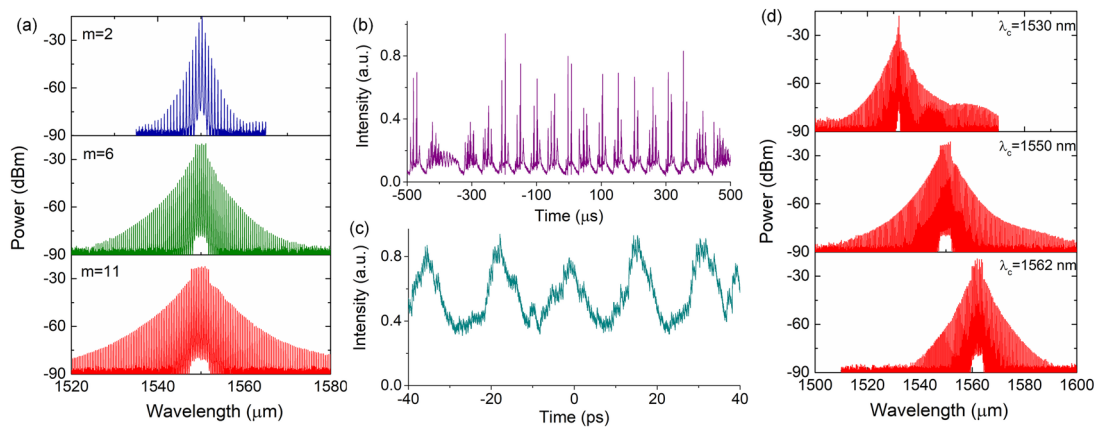 (a)
m=2
-30
-60
-90
m=6
-30
-60
-90
m=11
-30
-60
-90
1520 1540 1560 1580
Wavelength (μm)
Power (dBm)
(b)
Intensity (a.u.)
0.8
0.4
0.0
-500 -300 -100 100 300 500
Time (μs)
(c)
Intensity (a.u.)
0.8
0.4
0.0
-40 -20 0 20 40
Time (ps)
(d)
λc=1530 nm
-30
-60
-90
λc=1550 nm
-30
-60
-90
λc=1562 nm
-30
-60
-90
1500 1520 1540 1560 1580 1600
Wavelength (μm)
Power (dBm)